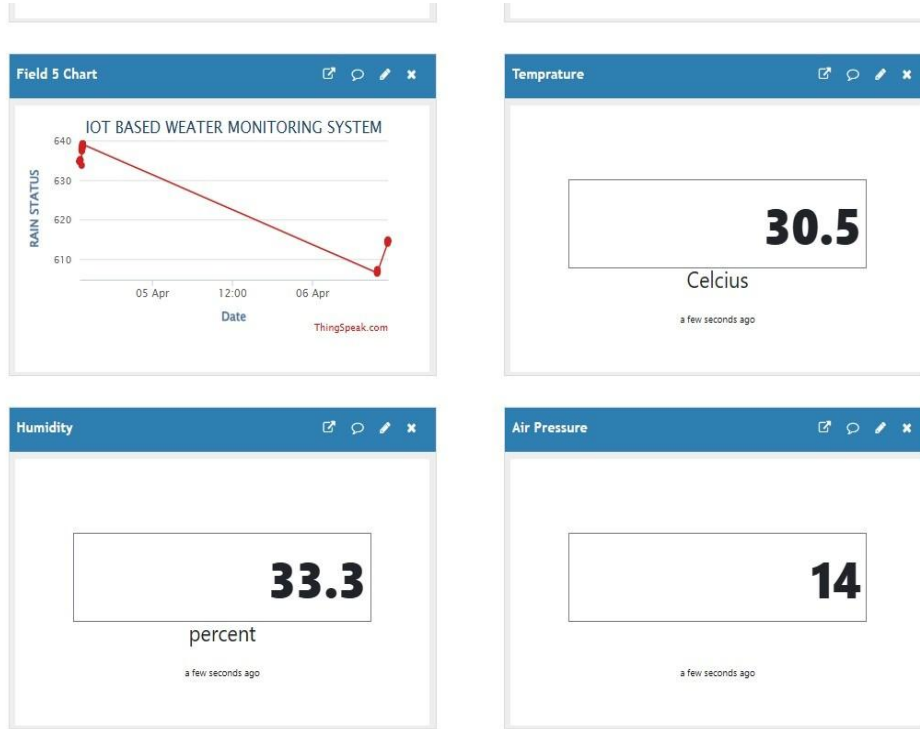 Field 5 Chart
IOT BASED WEATER MONITORING SYSTEM
RAIN STATUS
640
630
620
610
05 Apr 12:00 06 Apr
Date
ThingSpeak.com
Temprature
30.5
Celcius
a few seconds ago
Humidity
33.3
percent
a few seconds ago
Air Pressure
14
a few seconds ago